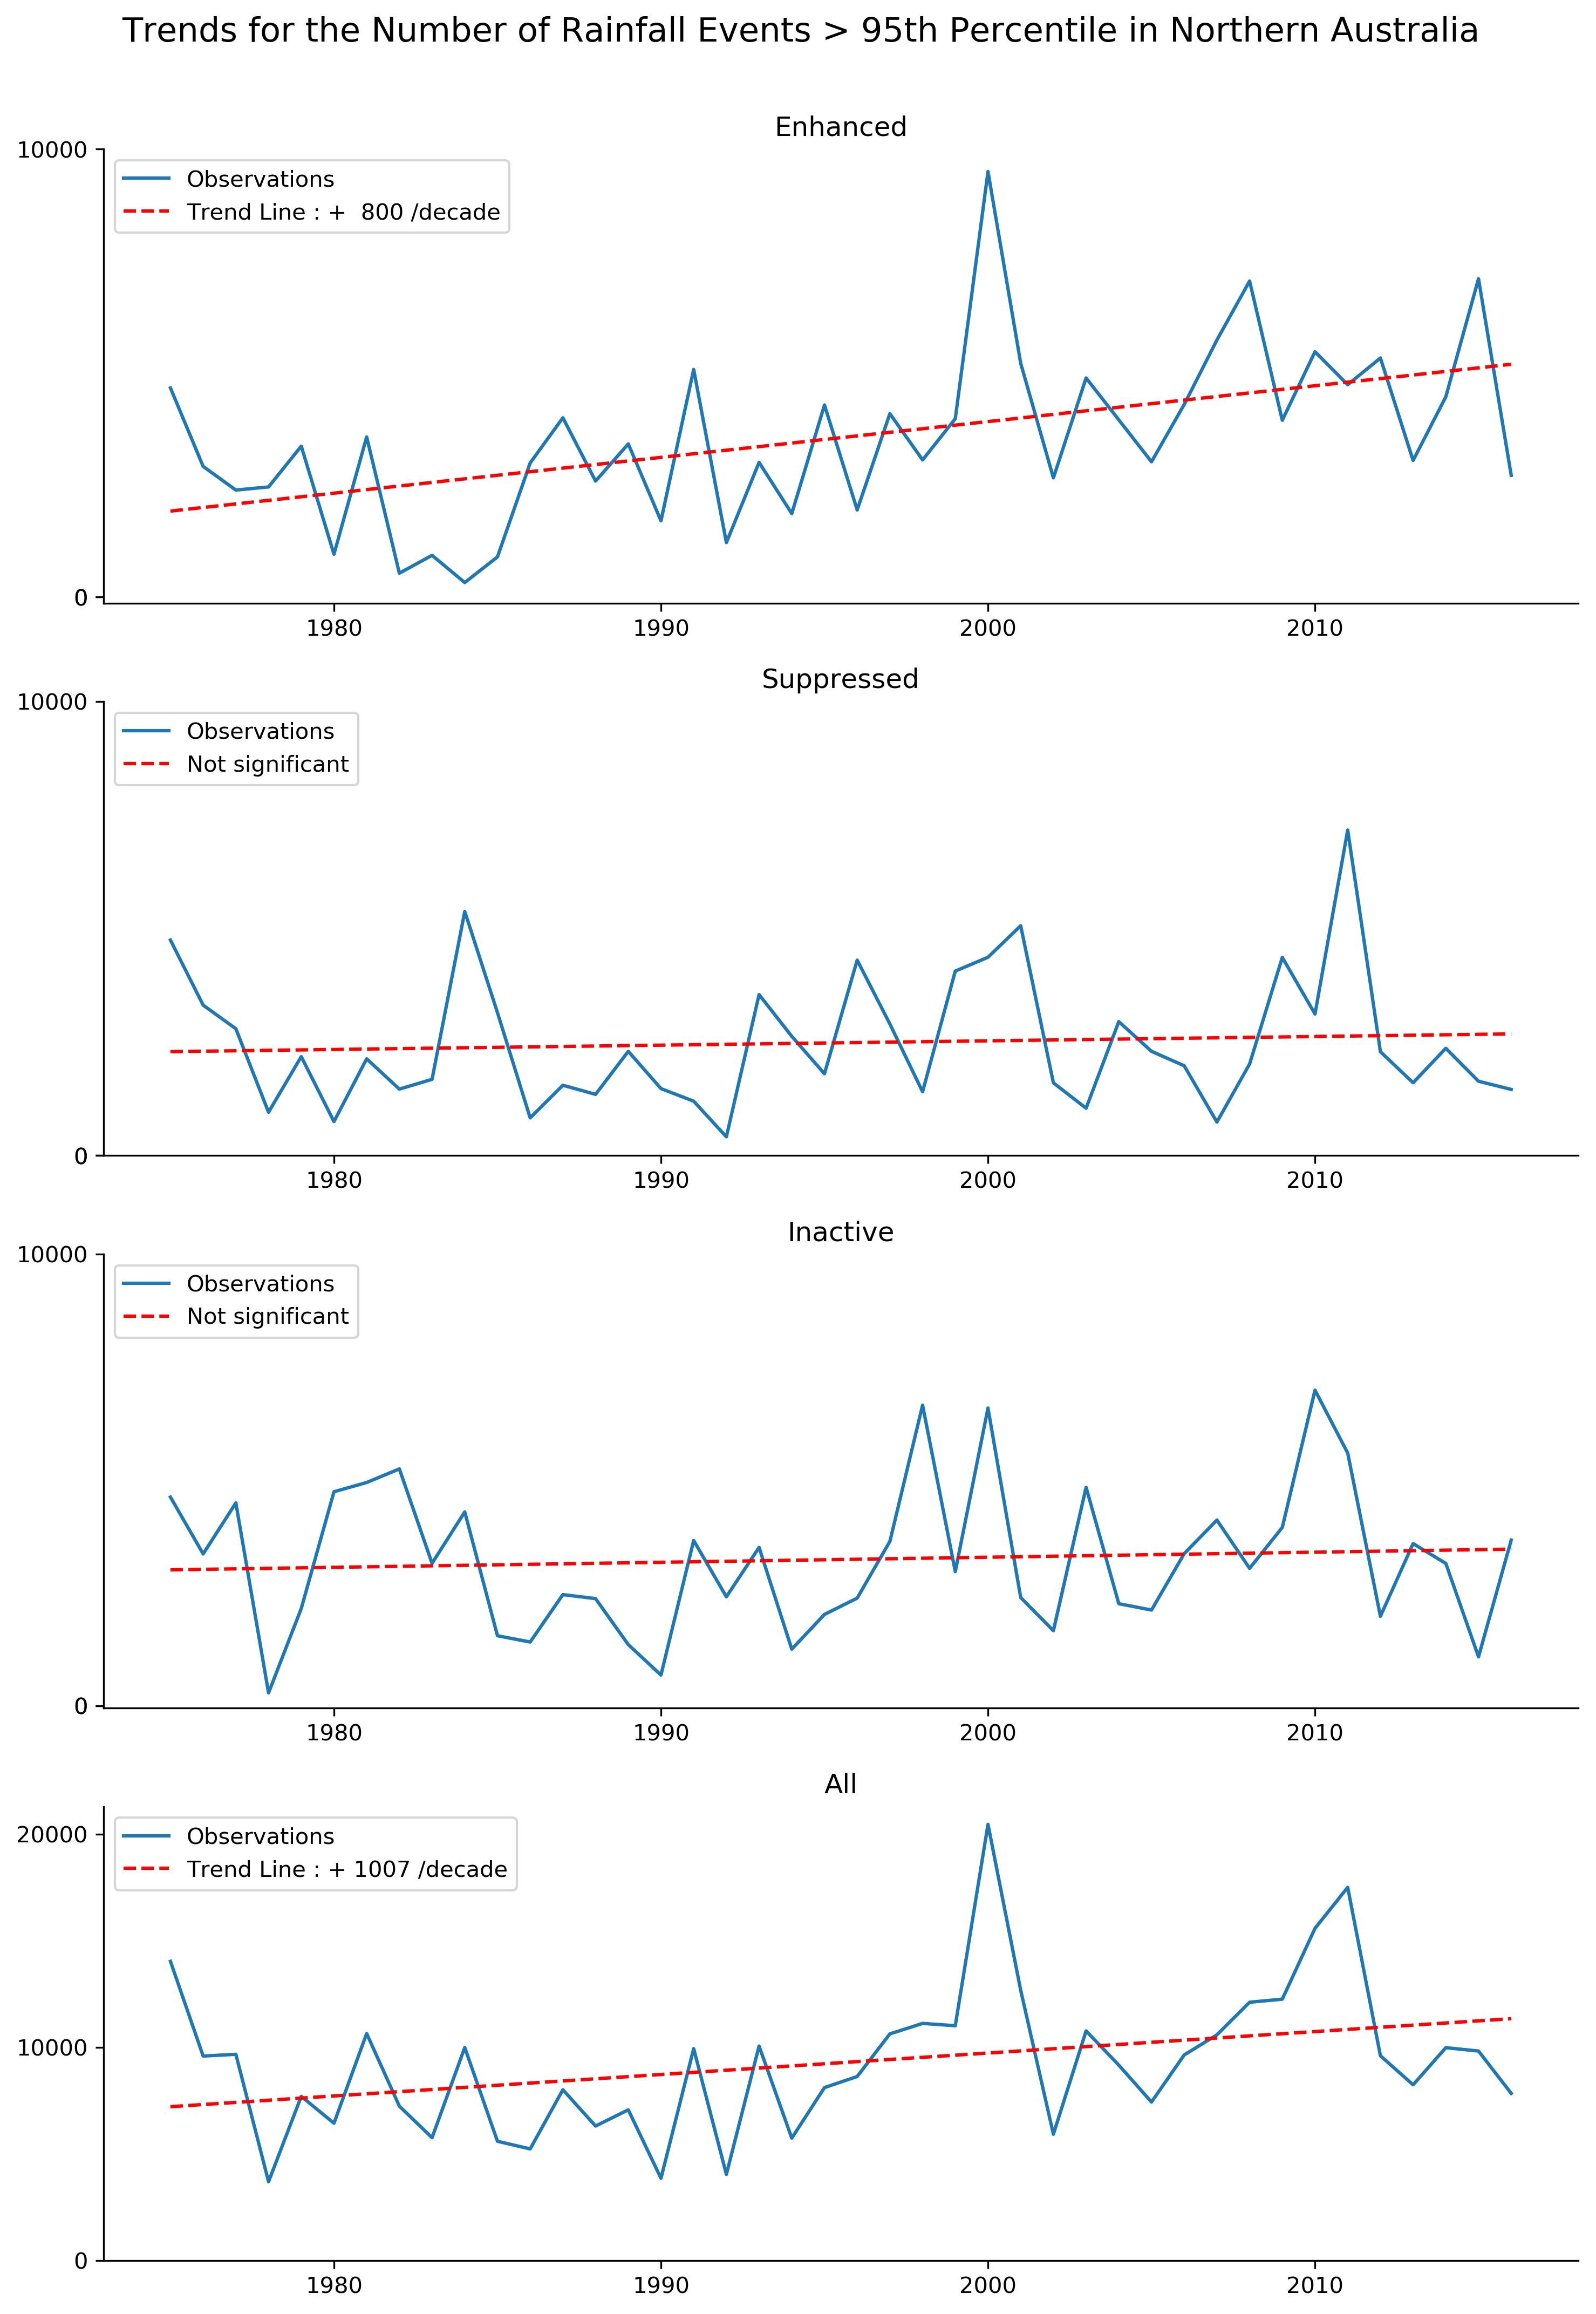 Trends for the Number of Rainfall Events > 95th Percentile in Northern Australia
Enhanced
10000
Observations
Trend Line : +  800 /decade
0
1980 1990 2000 2010
Suppressed
10000
Observations
Not significant
0
1980 1990 2000 2010
Inactive
10000
Observations
Not significant
0
1980 1990 2000 2010
All
20000
Observations
Trend Line : + 1007 /decade
10000
0
1980 1990 2000 2010